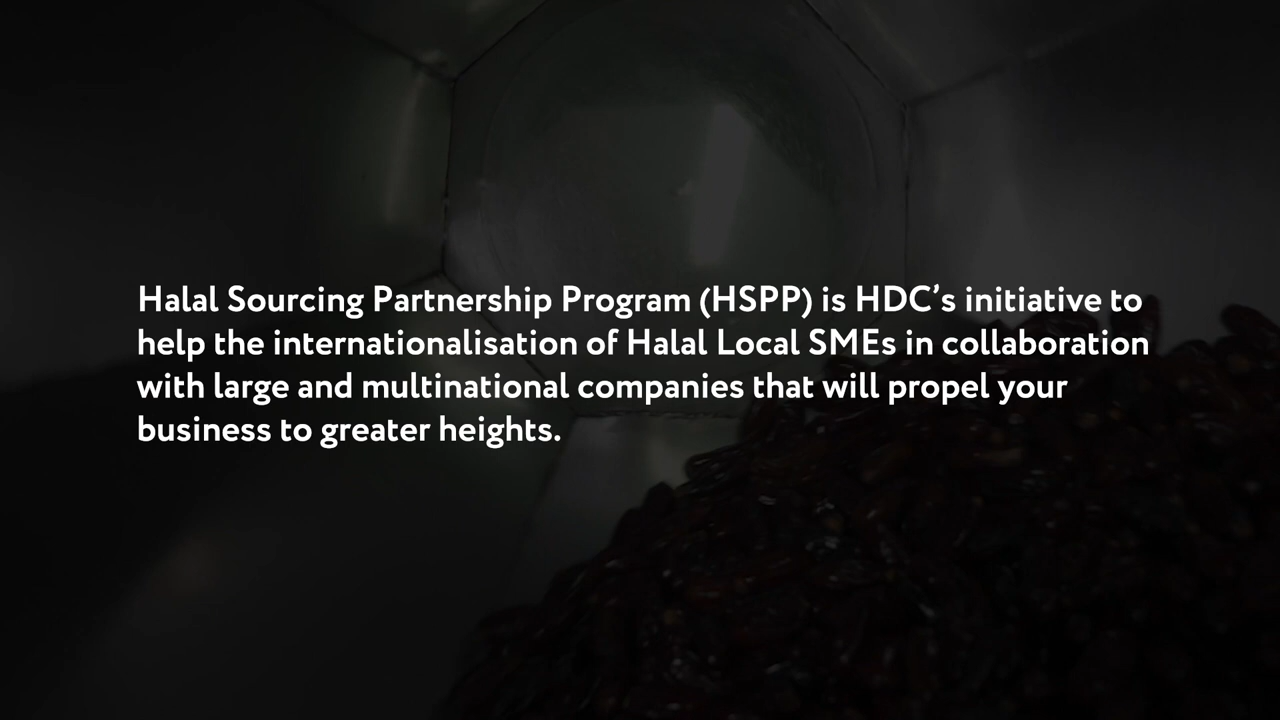 Halal Sourcing Partnership Program (HSPP) is HDC’s initiative to
help the internationalisation of Halal Local SMEs in collaboration
with large and multinational companies that will propel your
business to greater heights.